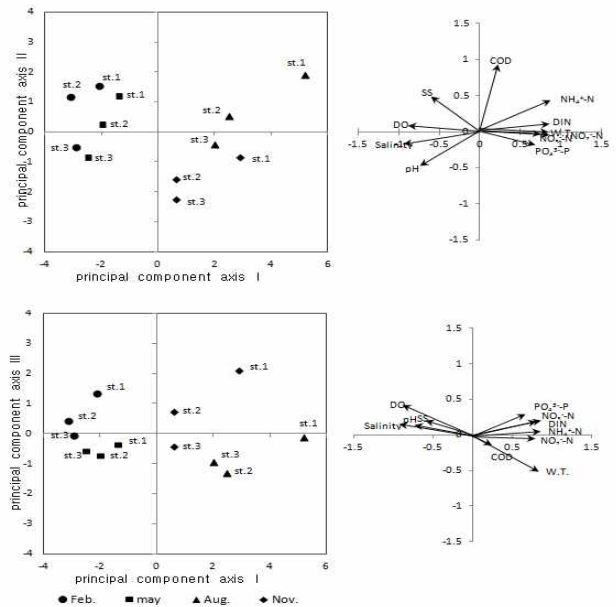 4
3
2
1
0
-1
-2
-3
-4
-4 -2 0 2 4 6
principal component axis II
principal component axis I
st.2
st.1
st.1
st.2
st.3
st.3
st.1
st.2
st.3
st.1
st.2
st.3
1.5
1
0.5
0
-0.5
-1
-1.5
-1.5 -1 -0.5 0 0.5 1 1.5
COD
SS
NH₄⁺-N
DO
DIN
W.T.
Salinity
PO₄³⁻-P
pH
4
3
2
1
0
-1
-2
-3
-4
-4 -2 0 2 4 6
principal component axis III
principal component axis I
st.1
st.1
st.2
st.2
st.3
st.1
st.1
st.3
st.3
st.3
st.2
st.2
1.5
1
0.5
0
-0.5
-1
-1.5
-1.5 -1 -0.5 0 0.5 1 1.5
DO
PO₄³⁻-P
pH
SS
Salinity
DIN
NH₄⁺-N
COD
W.T.
Feb. may Aug. Nov.